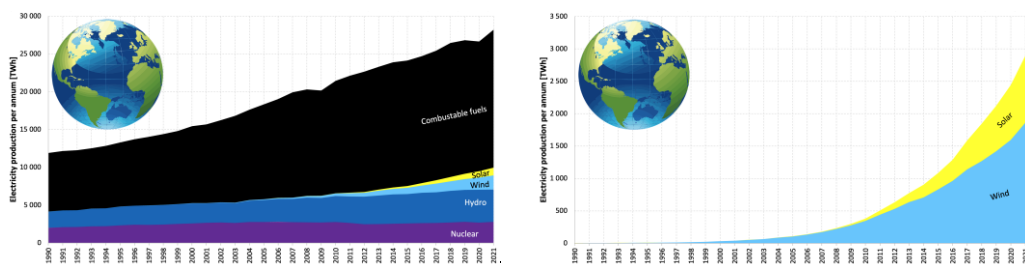 Electricity production per annum [TWh]
30 000
25 000
20 000
15 000
10 000
5 000
0
Combustable fuels
Solar
Wind
Hydro
Nuclear
1990 1991 1992 1993 1994 1995 1996 1997 1998 1999 2000 2001 2002 2003 2004 2005 2006 2007 2008 2009 2010 2011 2012 2013 2014 2015 2016 2017 2018 2019 2020 2021
Electricity production per annum [TWh]
3 500
3 000
2 500
2 000
1 500
1 000
500
0
Solar
Wind
1990 1991 1992 1993 1994 1995 1996 1997 1998 1999 2000 2001 2002 2003 2004 2005 2006 2007 2008 2009 2010 2011 2012 2013 2014 2015 2016 2017 2018 2019 2020 2021